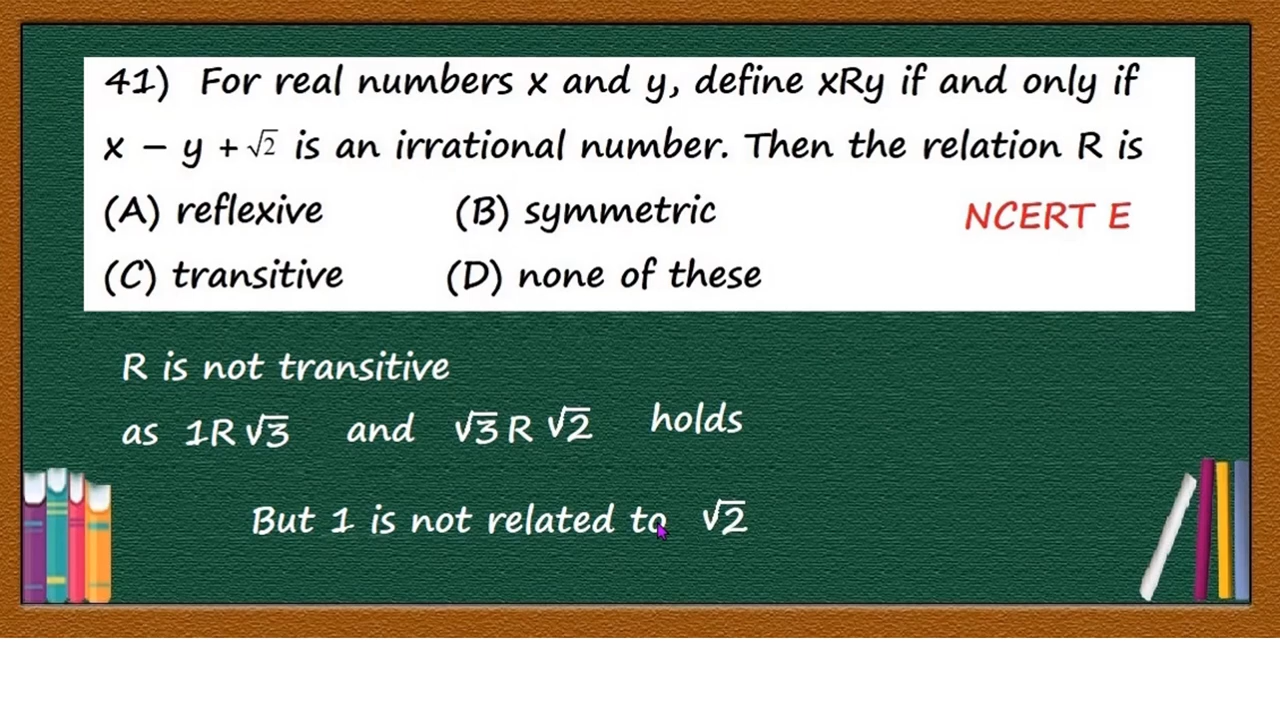 41) For real numbers x and y, define xRy if and only if
x − y + √2 is an irrational number. Then the relation R is
(A) reflexive (B) symmetric NCERT E
(C) transitive (D) none of these
R is not transitive
as 1R√3 and √3 R √2 holds
But 1 is not related to √2